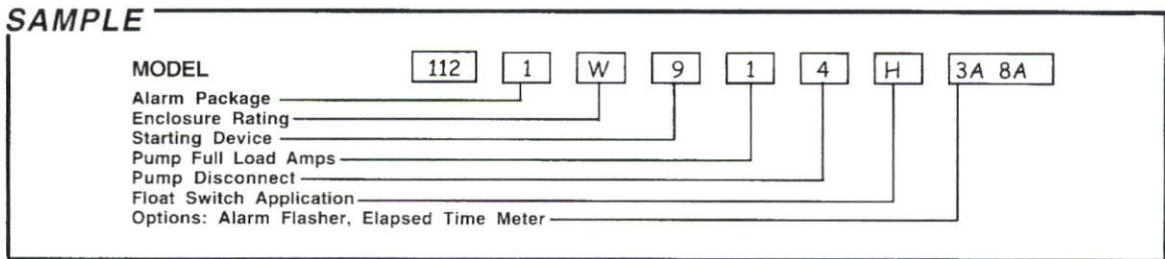 SAMPLE
MODEL 112 1 W 9 1 4 H 3A 8A
Alarm Package
Enclosure Rating
Starting Device
Pump Full Load Amps
Pump Disconnect
Float Switch Application
Options: Alarm Flasher, Elapsed Time Meter